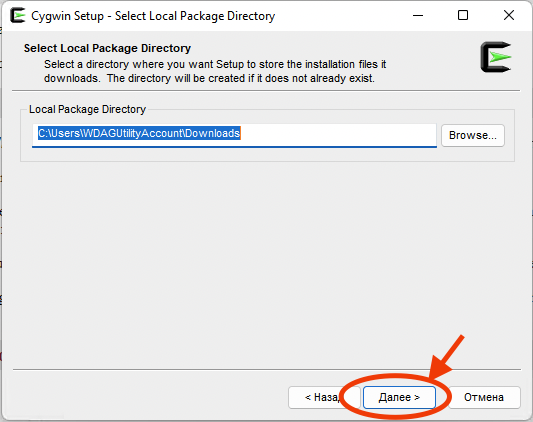 Cygwin Setup - Select Local Package Directory
Select Local Package Directory
Select a directory where you want Setup to store the installation files it
downloads. The directory will be created if it does not already exist.
Local Package Directory
C:\Users\WDAGUtilityAccount\Downloads
Browse...
< Наза
Далее >
Отмена